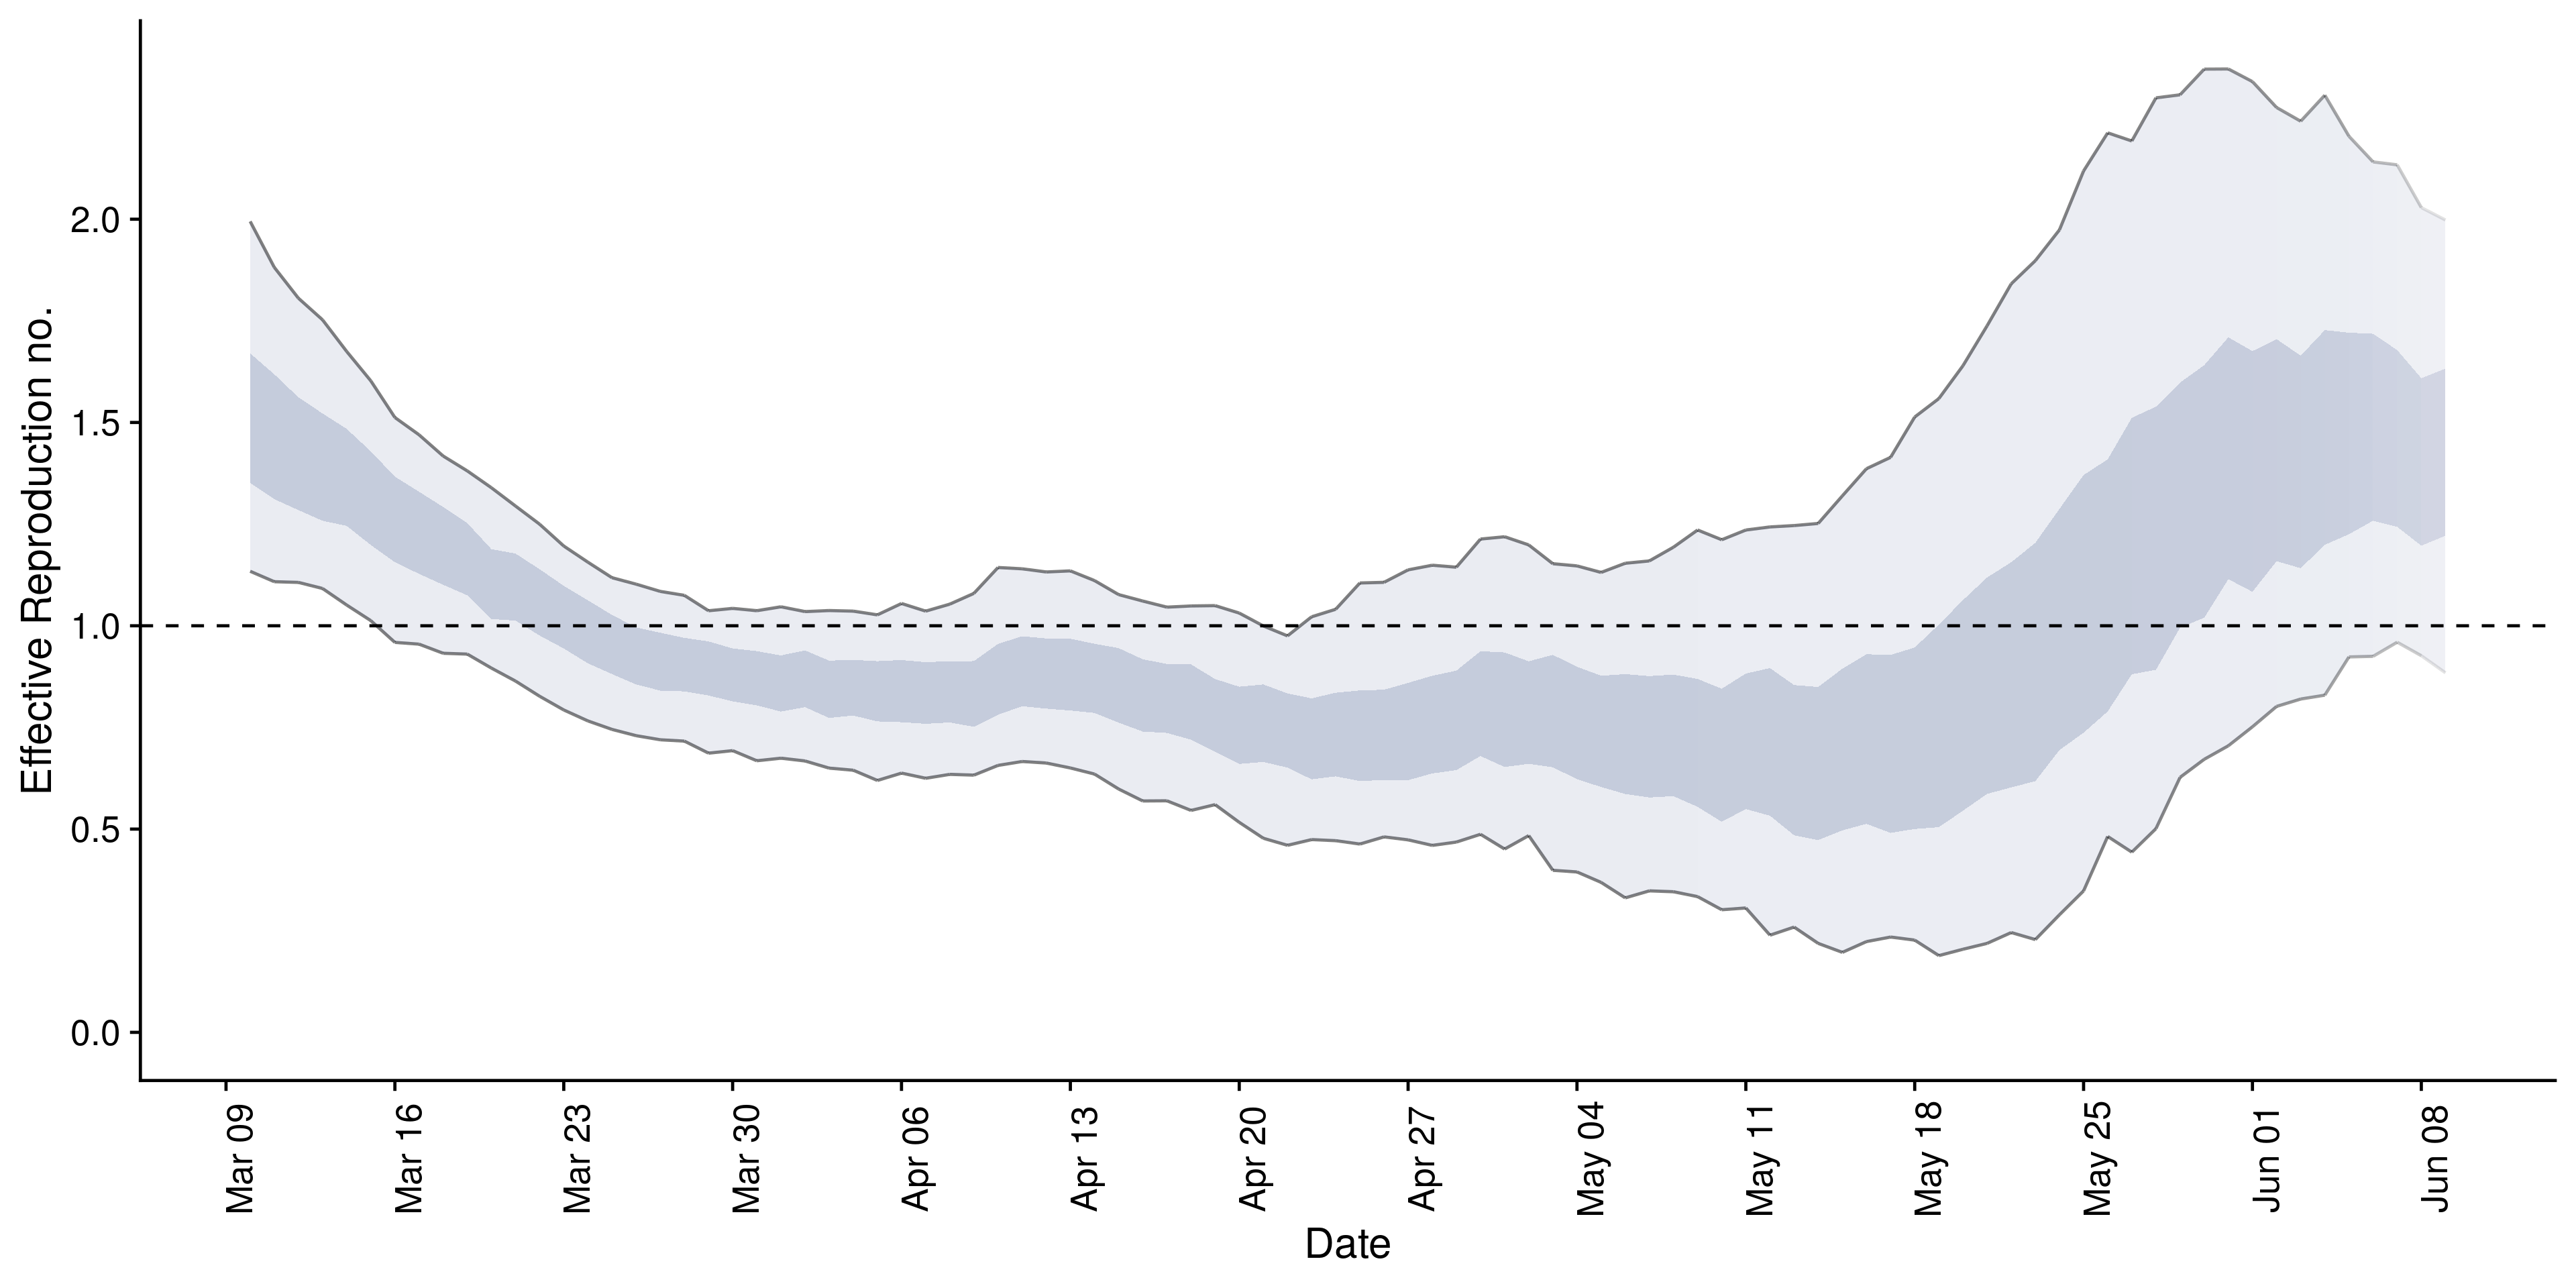 Effective Reproduction no.
2.0
1.5
1.0
0.5
0.0
Mar 09
Mar 16
Mar 23
Mar 30
Apr 06
Apr 13
Apr 20
Apr 27
May 04
May 11
May 18
May 25
Jun 01
Jun 08
Date